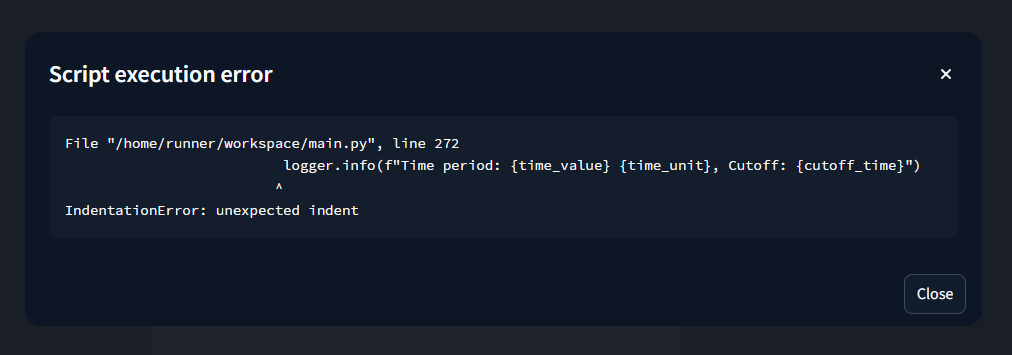 Script execution error
×
File "/home/runner/workspace/main.py", line 272
logger.info(f"Time period: {time_value} {time_unit}, Cutoff: {cutoff_time}")
^
IndentationError: unexpected indent
Close